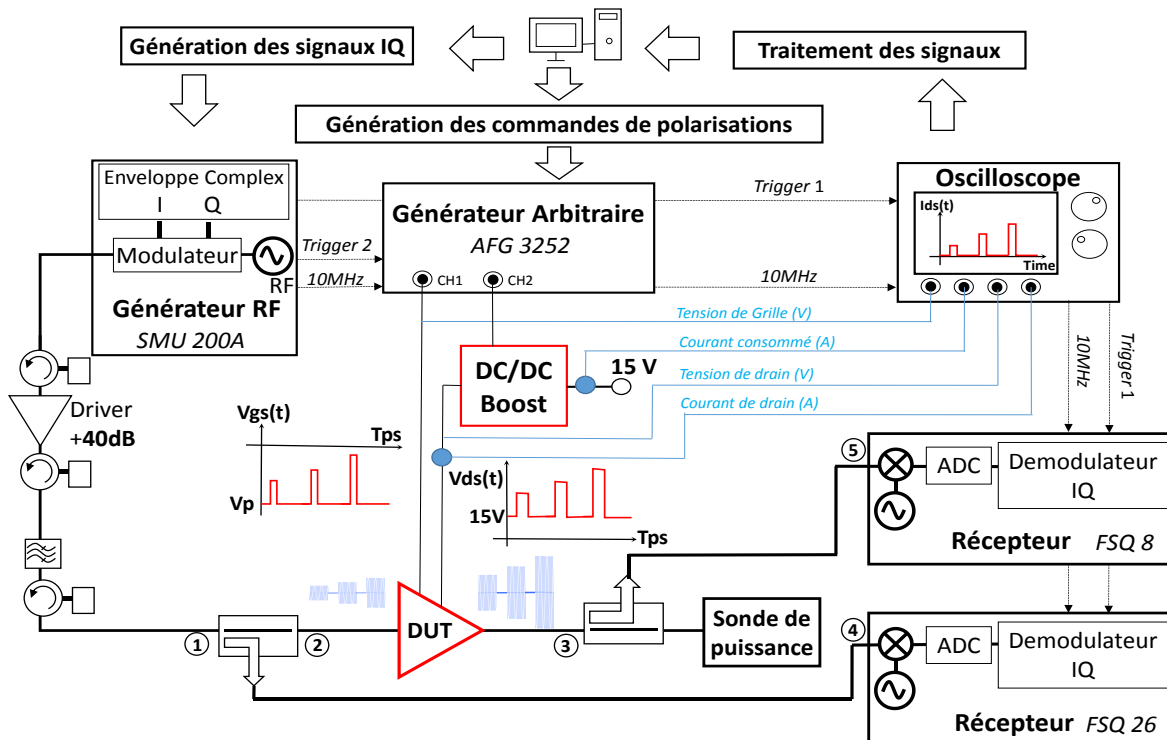 Génération des signaux IQ
Traitement des signaux
Génération des commandes de polarisations
Enveloppe Complex
I Q
Modulateur
RF
Générateur RF
SMU 200A
Trigger 2
10MHz
Générateur Arbitraire
AFG 3252
CH1
CH2
Trigger 1
10MHz
Oscilloscope
Ids(t)
Time
Tension de Grille (V)
Courant consommé (A)
Tension de drain (V)
Courant de drain (A)
10MHz
Trigger 1
DC/DC
Boost
15 V
Driver
+40dB
Vgs(t)
Tps
Vp
Vds(t)
15V
Tps
5
ADC
Demodulateur
IQ
Récepteur FSQ 8
1
2
DUT
3
Sonde de
puissance
4
ADC
Demodulateur
IQ
Récepteur FSQ 26